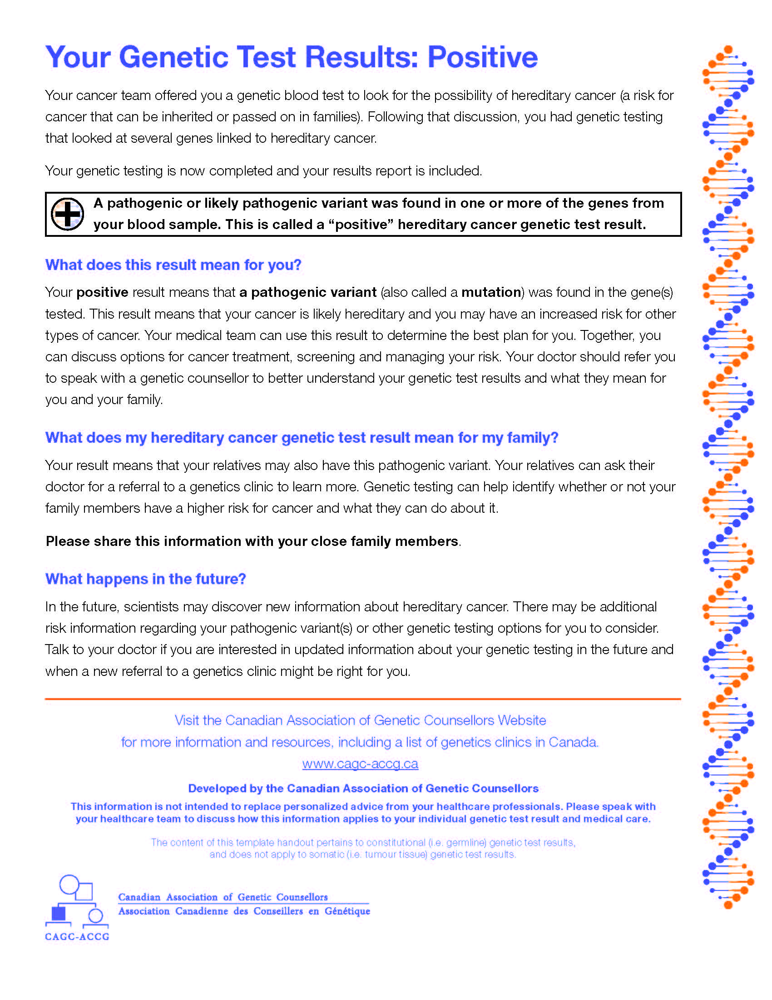 Your Genetic Test Results: Positive
Your cancer team offered you a genetic blood test to look for the possibility of hereditary cancer (a risk for
cancer that can be inherited or passed on in families). Following that discussion, you had genetic testing
that looked at several genes linked to hereditary cancer.
Your genetic testing is now completed and your results report is included.
A pathogenic or likely pathogenic variant was found in one or more of the genes from
your blood sample. This is called a “positive” hereditary cancer genetic test result.
What does this result mean for you?
Your positive result means that a pathogenic variant (also called a mutation) was found in the gene(s)
tested. This result means that your cancer is likely hereditary and you may have an increased risk for other
types of cancer. Your medical team can use this result to determine the best plan for you. Together, you
can discuss options for cancer treatment, screening and managing your risk. Your doctor should refer you
to speak with a genetic counsellor to better understand your genetic test results and what they mean for
you and your family.
What does my hereditary cancer genetic test result mean for my family?
Your result means that your relatives may also have this pathogenic variant. Your relatives can ask their
doctor for a referral to a genetics clinic to learn more. Genetic testing can help identify whether or not your
family members have a higher risk for cancer and what they can do about it.
Please share this information with your close family members.
What happens in the future?
In the future, scientists may discover new information about hereditary cancer. There may be additional
risk information regarding your pathogenic variant(s) or other genetic testing options for you to consider.
Talk to your doctor if you are interested in updated information about your genetic testing in the future and
when a new referral to a genetics clinic might be right for you.
Visit the Canadian Association of Genetic Counsellors Website
for more information and resources, including a list of genetics clinics in Canada.
www.cagc-accg.ca
Developed by the Canadian Association of Genetic Counsellors
This information is not intended to replace personalized advice from your healthcare professionals. Please speak with
your healthcare team to discuss how this information applies to your individual genetic test result and medical care.
The content of this template handout pertains to constitutional (i.e. germline) genetic test results,
and does not apply to somatic (i.e. tumour tissue) genetic test results.
Canadian Association of Genetic Counsellors
Association Canadienne des Conseillers en Génétique
CAGC-ACCG